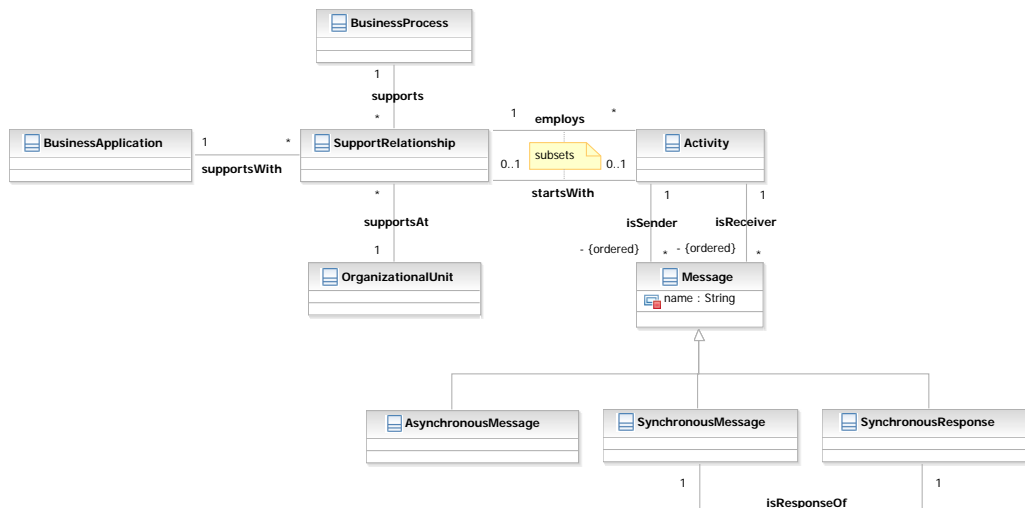 BusinessProcess
1
supports
*
BusinessApplication
1
*
supportsWith
SupportRelationship
1
*
employs
subsets
0..1
0..1
startsWith
Activity
*
supportsAt
1
1
1
isSender
isReceiver
- {ordered}
*
- {ordered}
*
OrganizationalUnit
Message
name : String
AsynchronousMessage
SynchronousMessage
SynchronousResponse
1
1
isResponseOf